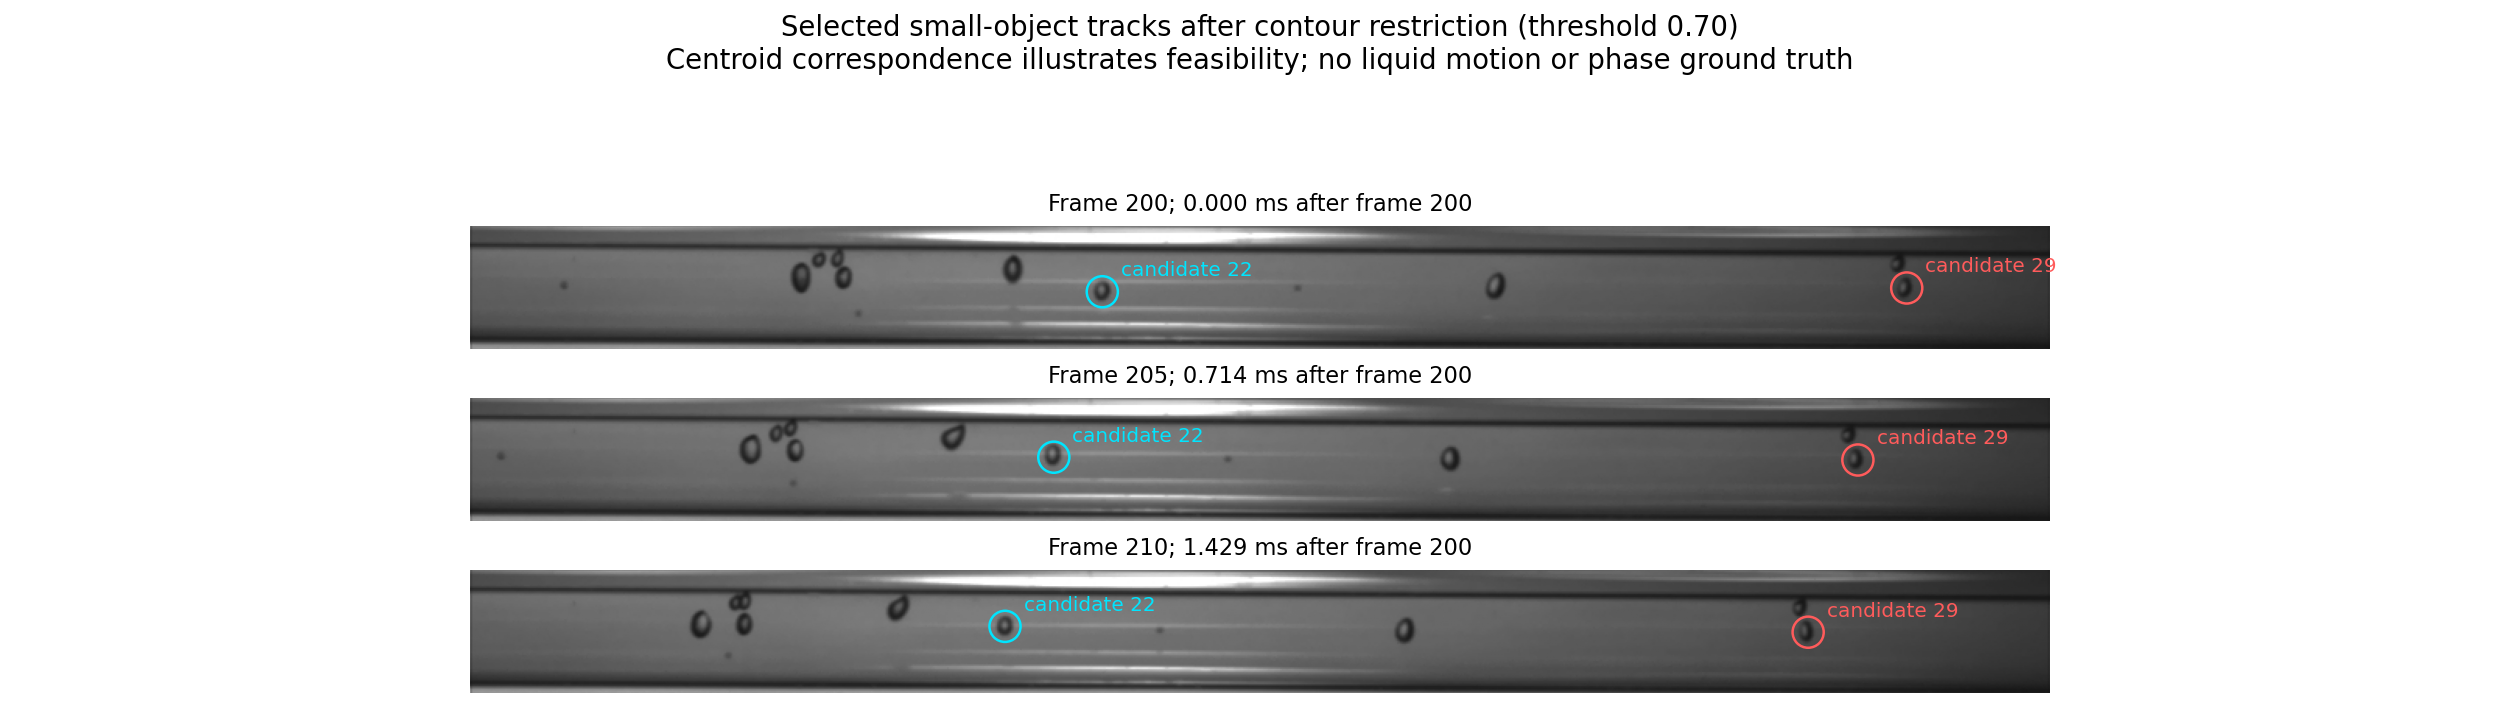 Selected small-object tracks after contour restriction (threshold 0.70)
Centroid correspondence illustrates feasibility; no liquid motion or phase ground truth
Frame 200; 0.000 ms after frame 200
candidate 22
candidate 29
Frame 205; 0.714 ms after frame 200
candidate 22
candidate 29
Frame 210; 1.429 ms after frame 200
candidate 22
candidate 29